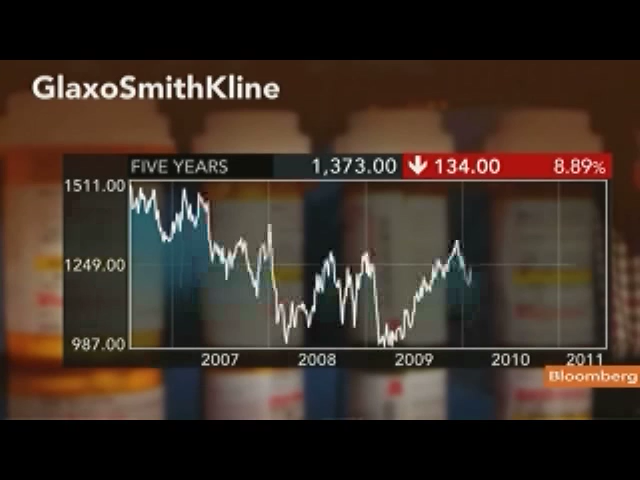 GlaxoSmithKline
FIVE YEARS 1,373.00 134.00 8.89%
1511.00
1249.00
987.00
2007 2008 2009 2010 2011
Bloomberg